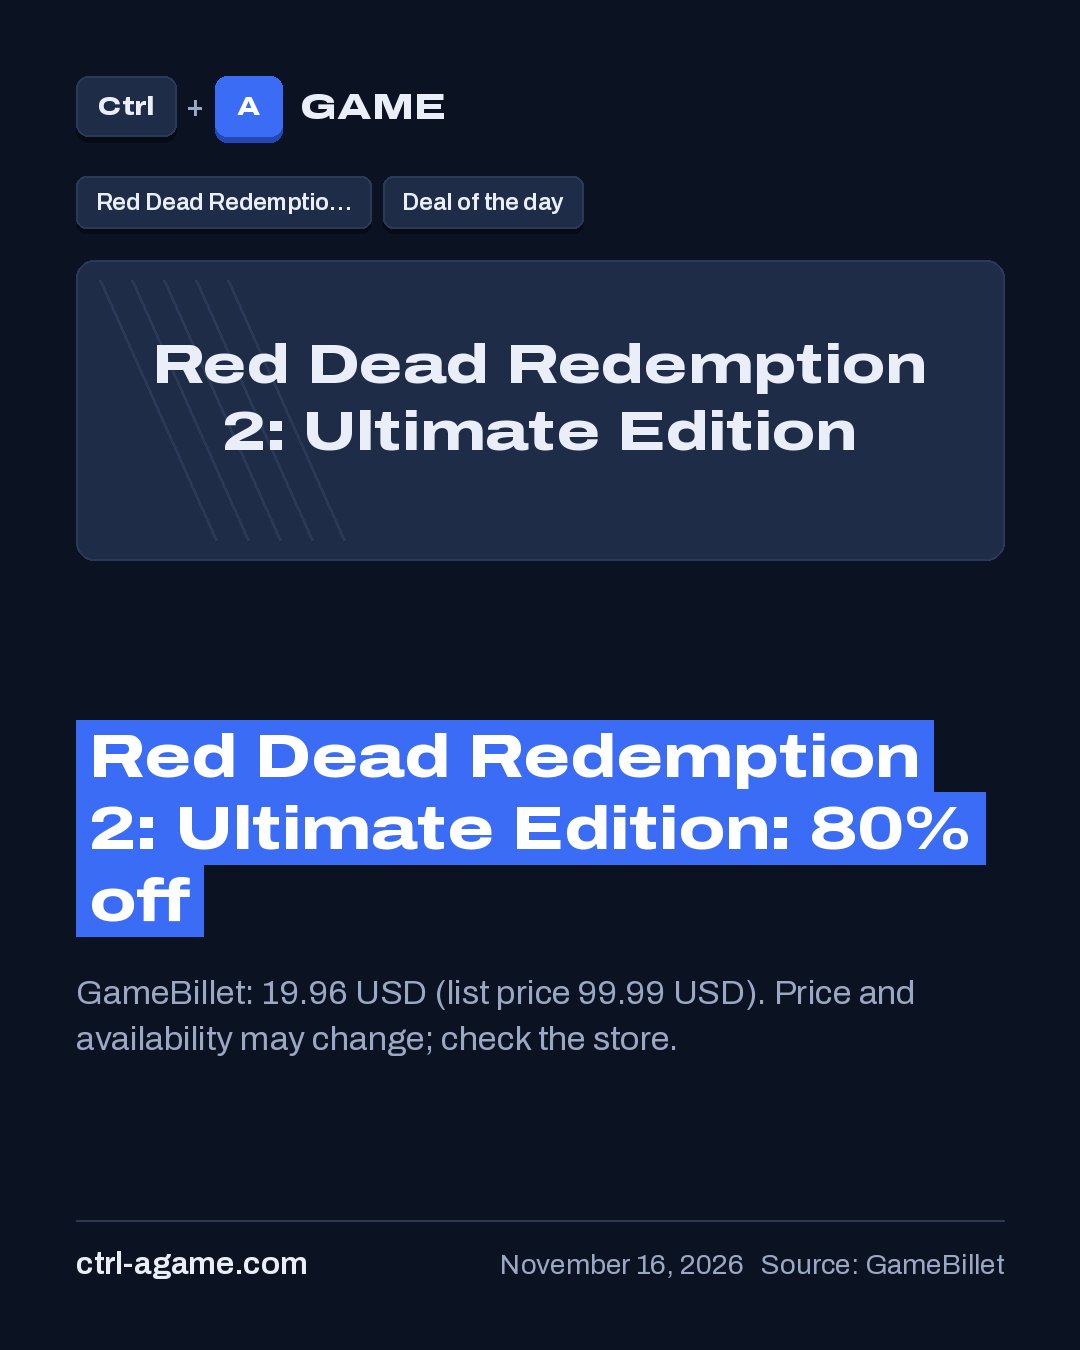 Ctrl + A GAME
Red Dead Redemptio... Deal of the day
Red Dead Redemption
2: Ultimate Edition
Red Dead Redemption
2: Ultimate Edition: 80%
off
GameBillet: 19.96 USD (list price 99.99 USD). Price and
availability may change; check the store.
ctrl-agame.com November 16, 2026 Source: GameBillet